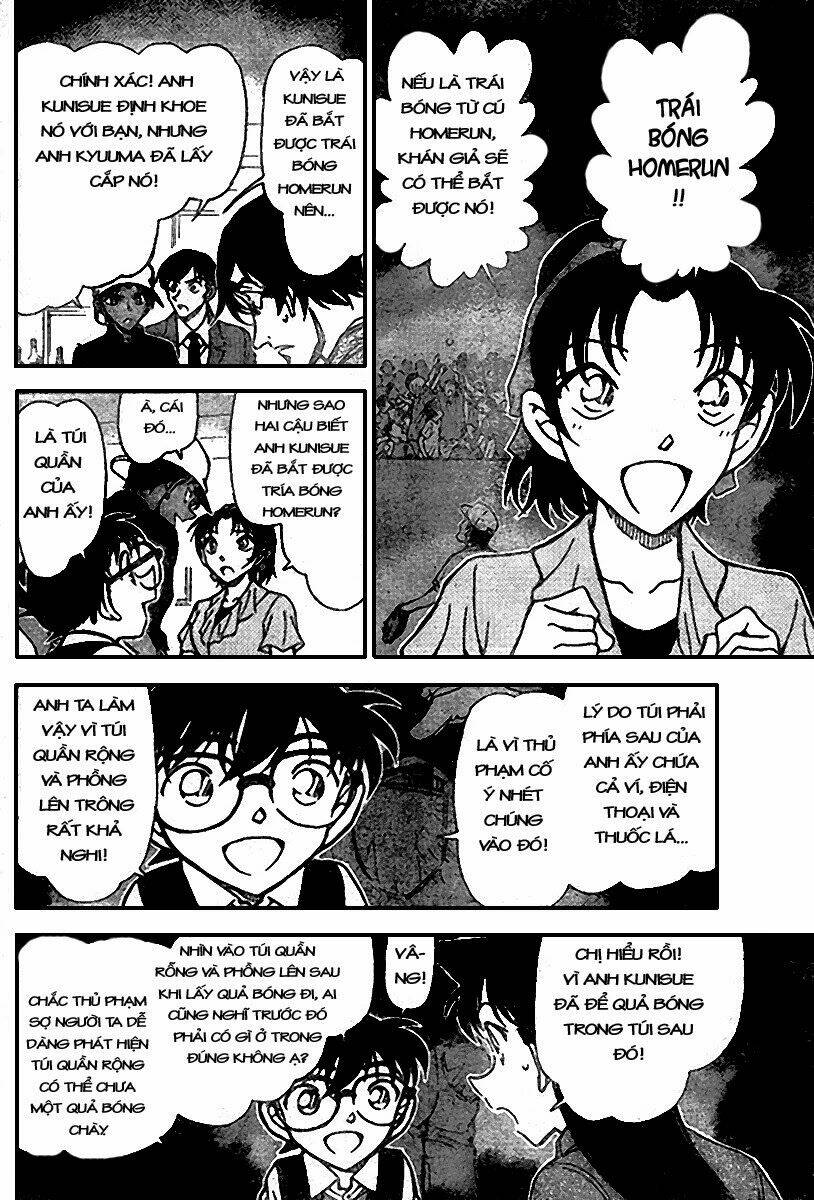 TRÁI
BÓNG
HOMERUN
!!
NẾU LÀ TRÁI
BÓNG TỪ CÚ
HOMERUN,
KHÁN GIẢ SẼ
CÓ THỂ BẮT
ĐƯỢC NÓ!
VẬY LÀ
KUNISUE
ĐÃ BẮT
ĐƯỢC TRÁI
BÓNG
HOMERUN
NÊN...
CHÍNH XÁC! ANH
KUNISUE ĐỊNH KHOE
NÓ VỚI BẠN, NHƯNG
ANH KYUUMA ĐÃ LẤY
CẮP NÓ!
NHƯNG SAO
HAI CẬU BIẾT
ANH KUNISUE
ĐÃ BẮT ĐƯỢC
TRÍA BÓNG
HOMERUN?
À, CÁI
ĐÓ...
LÀ TÚI
QUẦN
CỦA
ANH ẤY!
LÝ DO TÚI PHẢI
PHÍA SAU CỦA
ANH ẤY CHỨA
CẢ VÍ, ĐIỆN
THOẠI VÀ
THUỐC LÁ...
LÀ VÌ THỦ
PHẠM CỐ
Ý NHÉT
CHÚNG
VÀO ĐÓ!
ANH TA LÀM
VẬY VÌ TÚI
QUẦN RỘNG
VÀ PHỒNG
LÊN TRÔNG
RẤT KHẢ
NGHI!
CHỊ HIỂU RỒI!
VÌ ANH KUNISUE
ĐÃ ĐỂ QUẢ BÓNG
TRONG TÚI SAU
ĐÓ!
VÂ-
NG!
NHÌN VÀO TÚI QUẦN
RỖNG VÀ PHỒNG LÊN SAU
KHI LẤY QUẢ BÓNG ĐI, AI
CŨNG NGHĨ TRƯỚC ĐÓ
PHẢI CÓ GÌ Ở TRONG
ĐÚNG KHÔNG Ạ?
CHẮC THỦ PHẠM
SỢ NGƯỜI TA DỄ
DÀNG PHÁT HIỆN
TÚI QUẦN RỘNG
CÓ THỂ CHƯA
MỘT QUẢ BÓNG
CHÀY.